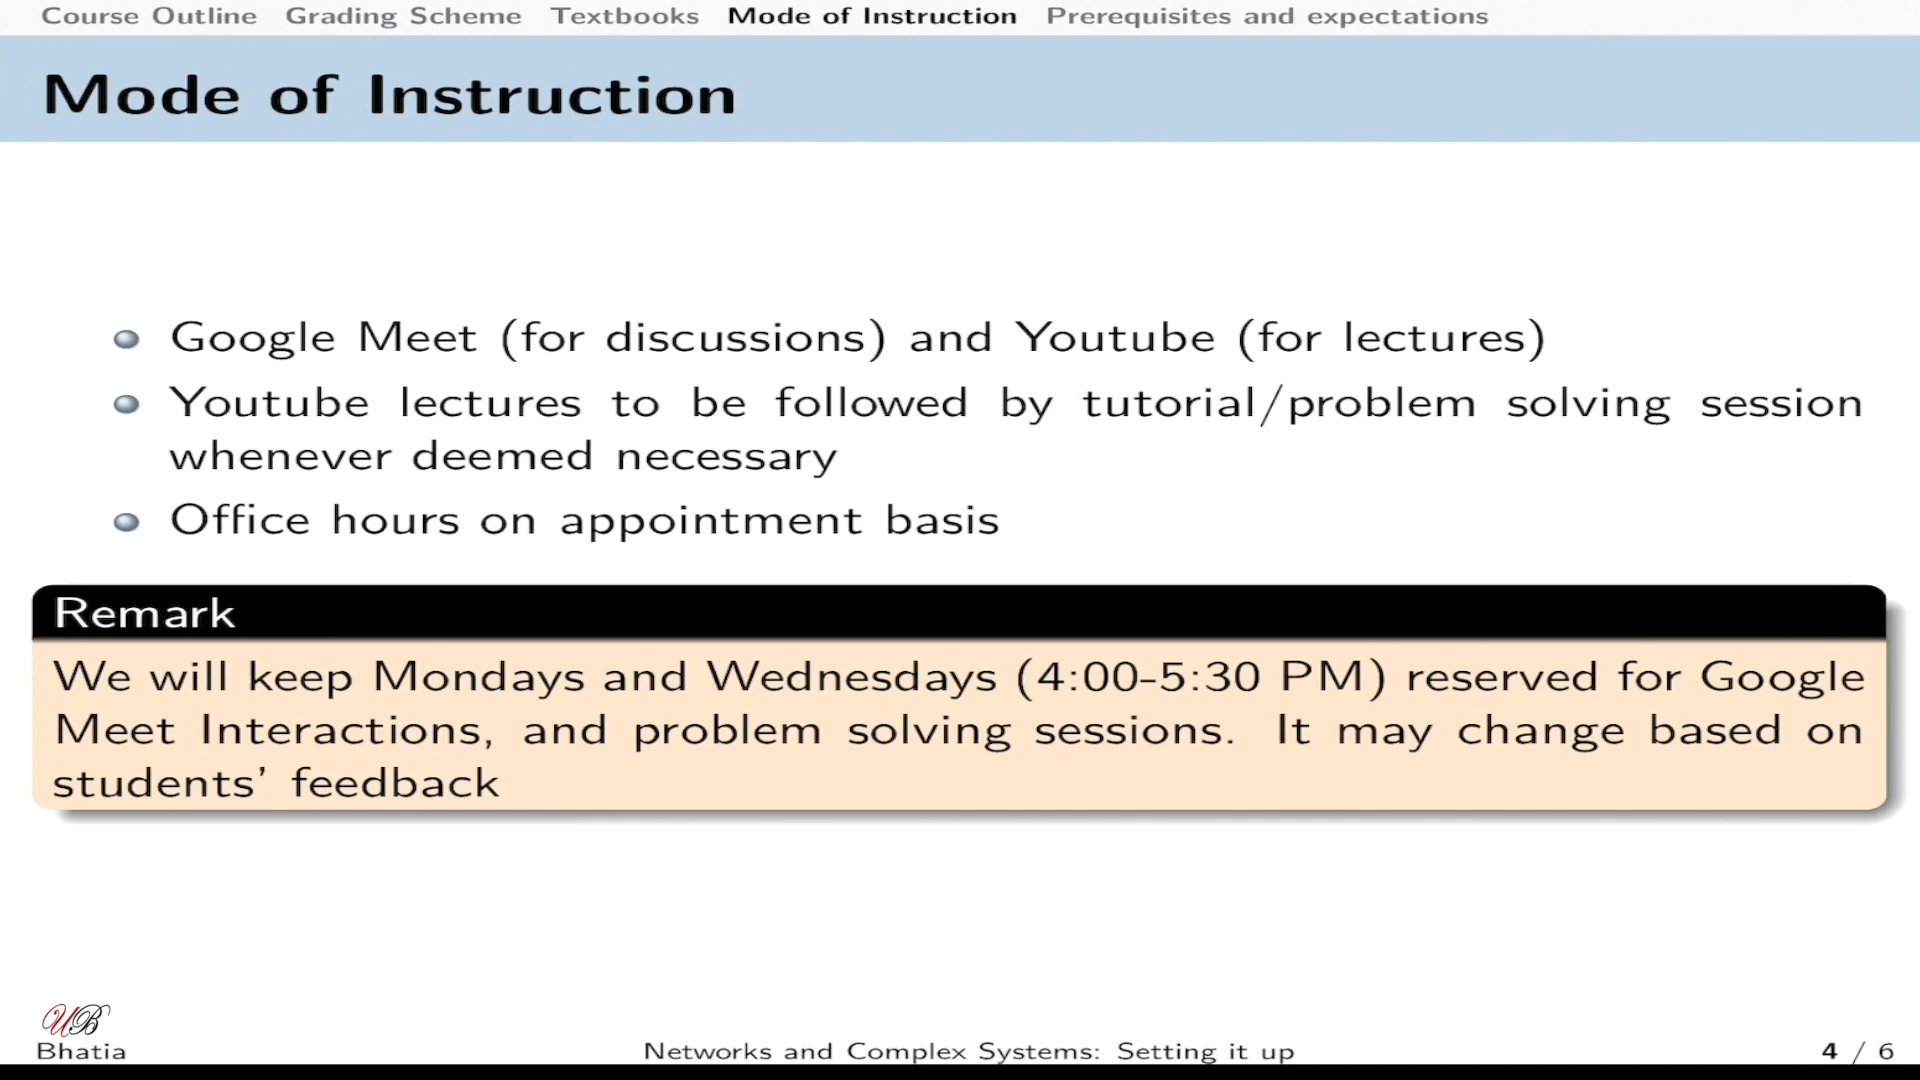 Course Outline Grading Scheme Textbooks Mode of Instruction Prerequisites and expectations
Mode of Instruction
Google Meet (for discussions) and Youtube (for lectures)
Youtube lectures to be followed by tutorial/problem solving session
whenever deemed necessary
Office hours on appointment basis
Remark
We will keep Mondays and Wednesdays (4:00-5:30 PM) reserved for Google
Meet Interactions, and problem solving sessions. It may change based on
students' feedback
UB
Bhatia
Networks and Complex Systems: Setting it up
4 / 6